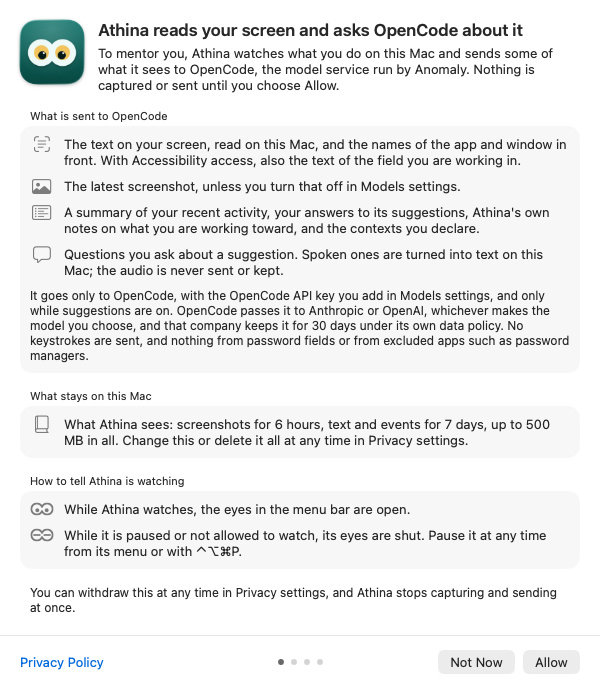 Athina reads your screen and asks OpenCode about it
To mentor you, Athina watches what you do on this Mac and sends some of
what it sees to OpenCode, the model service run by Anomaly. Nothing is
captured or sent until you choose Allow.
What is sent to OpenCode
The text on your screen, read on this Mac, and the names of the app and window in
front. With Accessibility access, also the text of the field you are working in.
The latest screenshot, unless you turn that off in Models settings.
A summary of your recent activity, your answers to its suggestions, Athina's own
notes on what you are working toward, and the contexts you declare.
Questions you ask about a suggestion. Spoken ones are turned into text on this
Mac; the audio is never sent or kept.
It goes only to OpenCode, with the OpenCode API key you add in Models settings, and only
while suggestions are on. OpenCode passes it to Anthropic or OpenAI, whichever makes the
model you choose, and that company keeps it for 30 days under its own data policy. No
keystrokes are sent, and nothing from password fields or from excluded apps such as password
managers.
What stays on this Mac
What Athina sees: screenshots for 6 hours, text and events for 7 days, up to 500
MB in all. Change this or delete it all at any time in Privacy settings.
How to tell Athina is watching
While Athina watches, the eyes in the menu bar are open.
While it is paused or not allowed to watch, its eyes are shut. Pause it at any time
from its menu or with ⌃⌥⌘P.
You can withdraw this at any time in Privacy settings, and Athina stops capturing and sending
at once.
Privacy Policy
Not Now
Allow